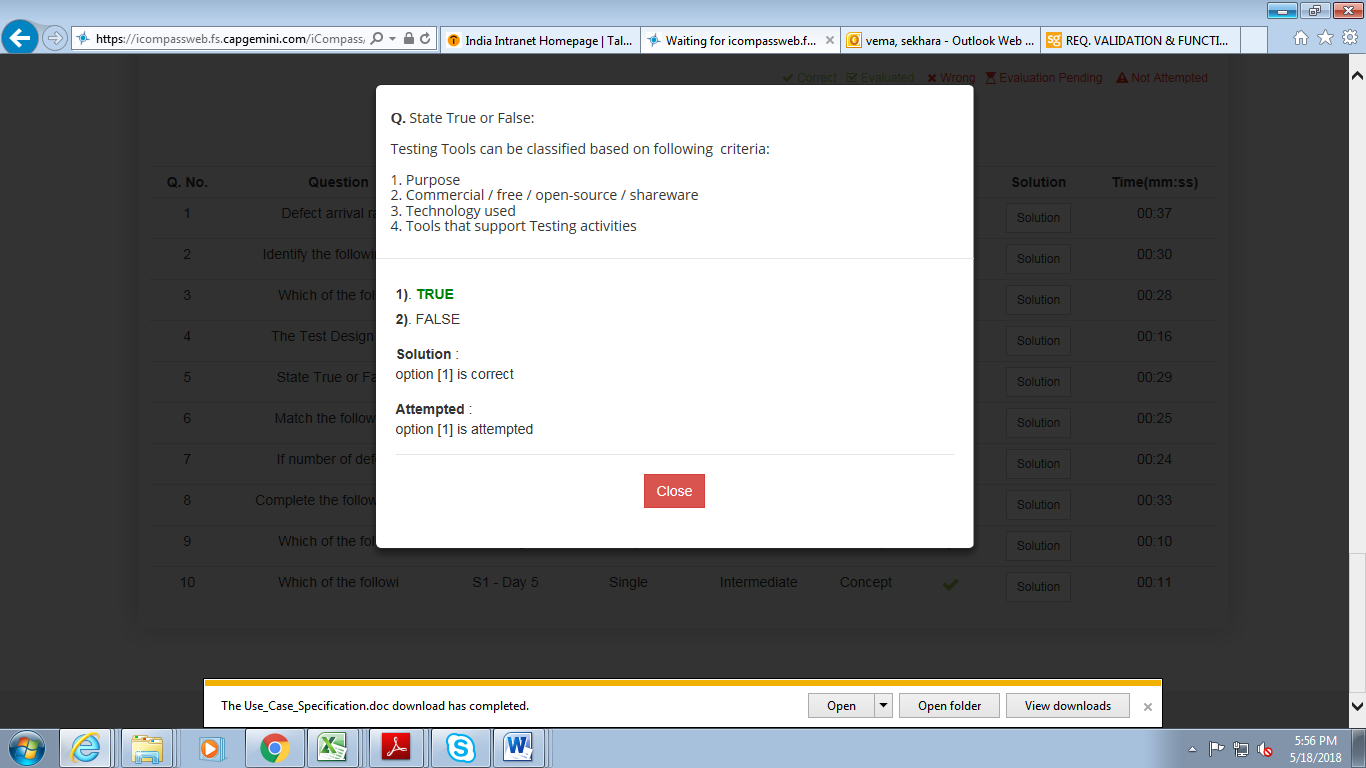 https://icompassweb.fs.capgemini.com/iCompass,
India Intranet Homepage | Tal...
Waiting for icompassweb.f...
vema, sekhara - Outlook Web ...
REQ. VALIDATION & FUNCTI...
Correct Evaluated Wrong Evaluation Pending Not Attempted
Q. State True or False:
Testing Tools can be classified based on following criteria:
1. Purpose
2. Commercial / free / open-source / shareware
3. Technology used
4. Tools that support Testing activities
1). TRUE
2). FALSE
Solution :
option [1] is correct
Attempted :
option [1] is attempted
Close
Q. No. Question Solution Time(mm:ss)
1 Defect arrival ra Solution 00:37
2 Identify the followi Solution 00:30
3 Which of the fol Solution 00:28
4 The Test Design Solution 00:16
5 State True or Fa Solution 00:29
6 Match the follow Solution 00:25
7 If number of def Solution 00:24
8 Complete the follow Solution 00:33
9 Which of the fol Solution 00:10
10 Which of the followi S1 - Day 5 Single Intermediate Concept Solution 00:11
The Use_Case_Specification.doc download has completed. Open Open folder View downloads
5:56 PM
5/18/2018